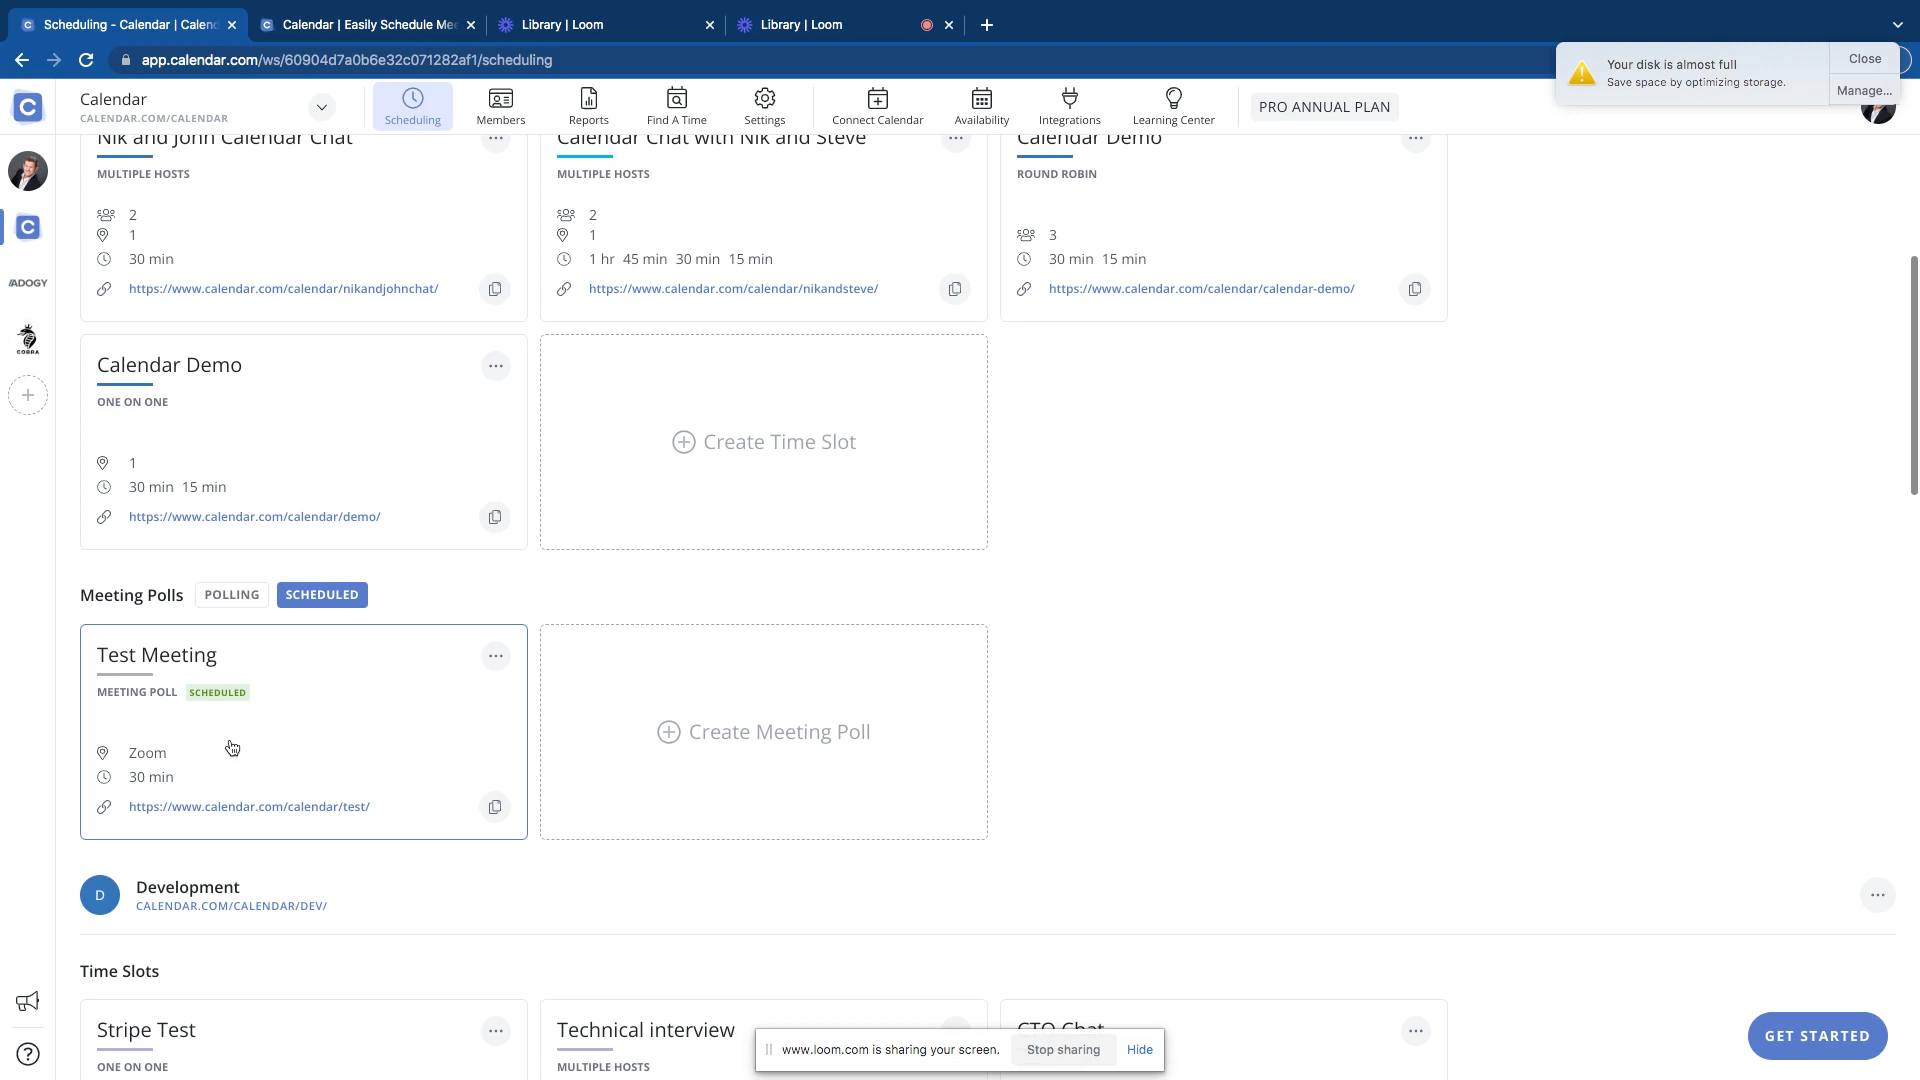 Scheduling - Calendar | Calend
Calendar | Easily Schedule Mee
Library | Loom
Library | Loom
app.calendar.com/ws/60904d7a0b6e32c071282af1/scheduling
Your disk is almost full
Save space by optimizing storage.
Close
Manage...
C
Calendar
CALENDAR.COM/CALENDAR
Scheduling
Members
Reports
Find A Time
Settings
Connect Calendar
Availability
Integrations
Learning Center
PRO ANNUAL PLAN
C
ADOGY
COBRA
Nik and John Calendar Chat
MULTIPLE HOSTS
2
1
30 min
https://www.calendar.com/calendar/nikandjohnchat/
Calendar Chat with Nik and Steve
MULTIPLE HOSTS
2
1
1 hr 45 min 30 min 15 min
https://www.calendar.com/calendar/nikandsteve/
Calendar Demo
ROUND ROBIN
3
30 min 15 min
https://www.calendar.com/calendar/calendar-demo/
Calendar Demo
ONE ON ONE
1
30 min 15 min
https://www.calendar.com/calendar/demo/
Create Time Slot
Meeting Polls
POLLING
SCHEDULED
Test Meeting
MEETING POLL SCHEDULED
Zoom
30 min
https://www.calendar.com/calendar/test/
Create Meeting Poll
D
Development
CALENDAR.COM/CALENDAR/DEV/
Time Slots
Stripe Test
ONE ON ONE
Technical interview
MULTIPLE HOSTS
CTO Chat
www.loom.com is sharing your screen.
Stop sharing
Hide
GET STARTED